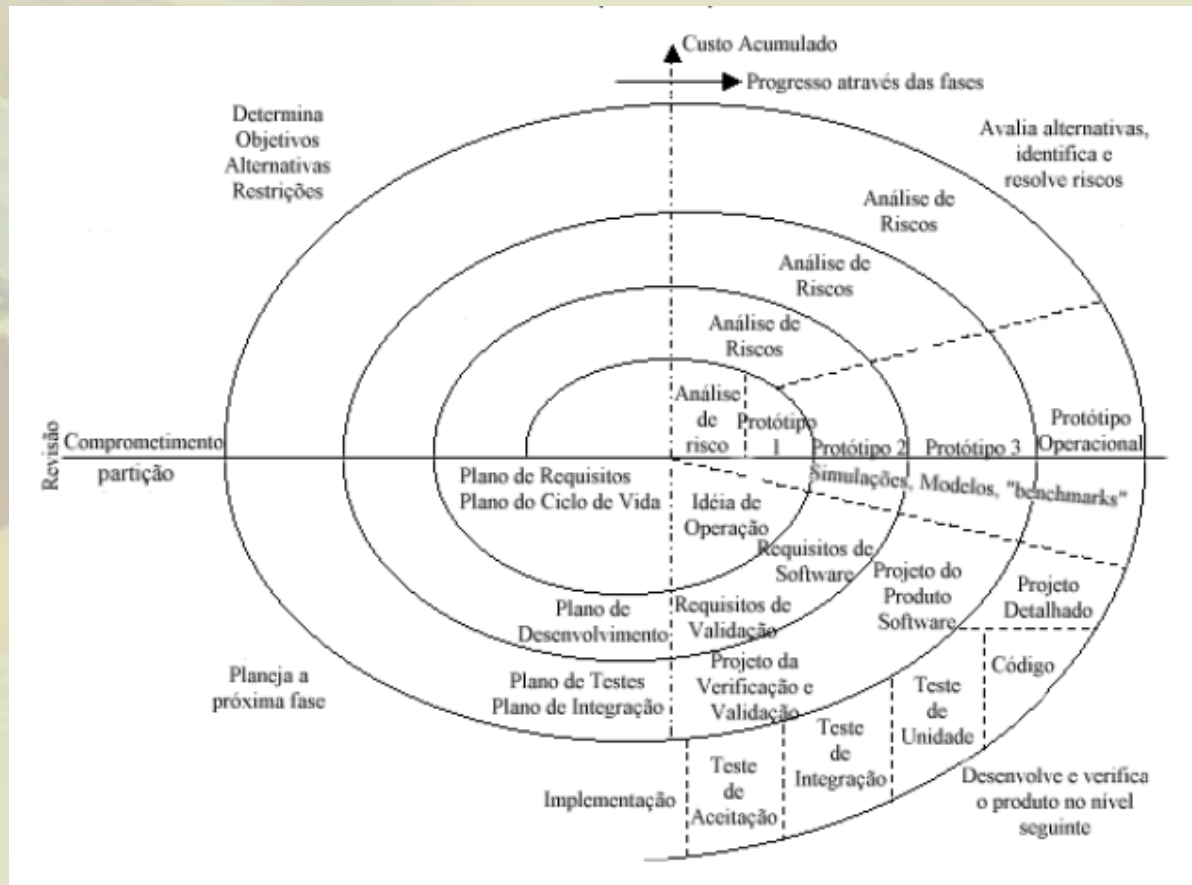 Custo Acumulado
Progresso através das fases
Determina
Objetivos
Alternativas
Restrições
Avalia alternativas,
identifica e
resolve riscos
Análise de
Riscos
Análise de
Riscos
Análise de
Riscos
Análise
de
risco
Protótipo
1
Protótipo 2
Protótipo 3
Protótipo
Operacional
Revisão
Comprometimento
partição
Plano de Requisitos
Plano do Ciclo de Vida
Simulações, Modelos, "benchmarks"
Idéia de
Operação
Requisitos de
Software
Projeto do
Produto
Software
Projeto
Detalhado
Plano de
Desenvolvimento
Requisitos de
Validação
Código
Planeja a
próxima fase
Plano de Testes
Plano de Integração
Projeto da
Verificação e
Validação
Teste
de
Unidade
Teste
de
Integração
Teste
de
Aceitação
Implementação
Desenvolve e verifica
o produto no nível
seguinte